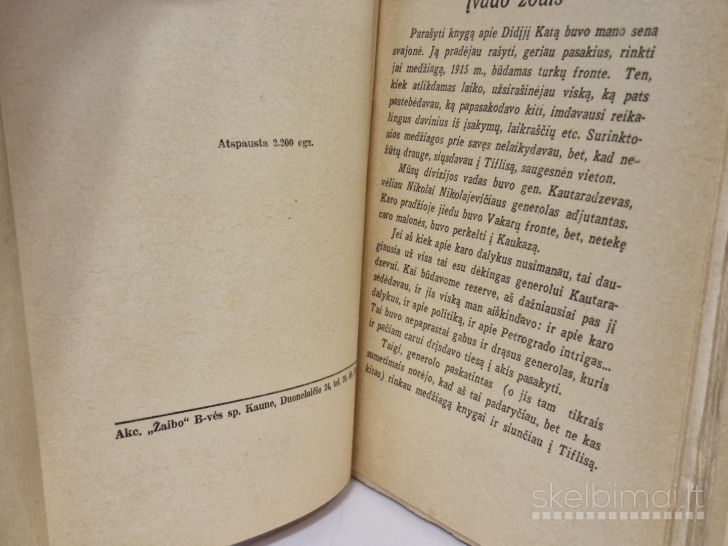 Atspausta 2.200 egz.
Akc. „Žaibo“ B-vės sp. Kaune, Duonelaičio 24, tel.
Įvado žodis
Parašyti knygą apie Didįjį Karą buvo mano sena
svajonė. Ją pradėjau rašyti, geriau pasakius, rinkti
jai medžiagą, 1915 m., būdamas turkų fronte. Ten,
kiek atlikdamas laiko, užsirašinėjau viską, ką pats
pastebėdavau, ką papasakodavo kiti, imdavausi reika-
lingus davinius iš įsakymų, laikraščių etc. Surinkto-
sios medžiagos prie savęs nelaikydavau, bet, kad ne-
žūtų drauge, siųsdavau į Tiflisą, saugesnėn vieton.
Mūsų divizijos vadas buvo gen. Kautaradzevas,
vėliau Nikolai Nikolajevičiaus generolas adjutantas.
Karo pradžioje jiedu buvo Vakarų fronte, bet, netekę
caro malonės, buvo perkelti į Kaukazą.
Jei aš kiek apie karo dalykus nusimanau, tai dau-
giausia už visa tai esu dėkingas generolui Kautara-
dzevui. Kai būdavome rezerve, aš dažniausiai pas jį
sėdėdavau, ir jis viską man aiškindavo: ir apie karo
dalykus, ir apie politiką, ir apie Petrogrado intrigas...
Tai buvo nepaprastai gabus ir drąsus generolas, kuris
ir pačiam carui drįsdavo tiesą į akis pasakyti.
Taigi, generolo paskatintas (o jis tam tikrais
sumetimais norėjo, kad aš tai padaryčiau, bet ne kas
kitas) rinkau medžiagą knygai ir siunčiau į Tiflisą.
skelbimai.lt